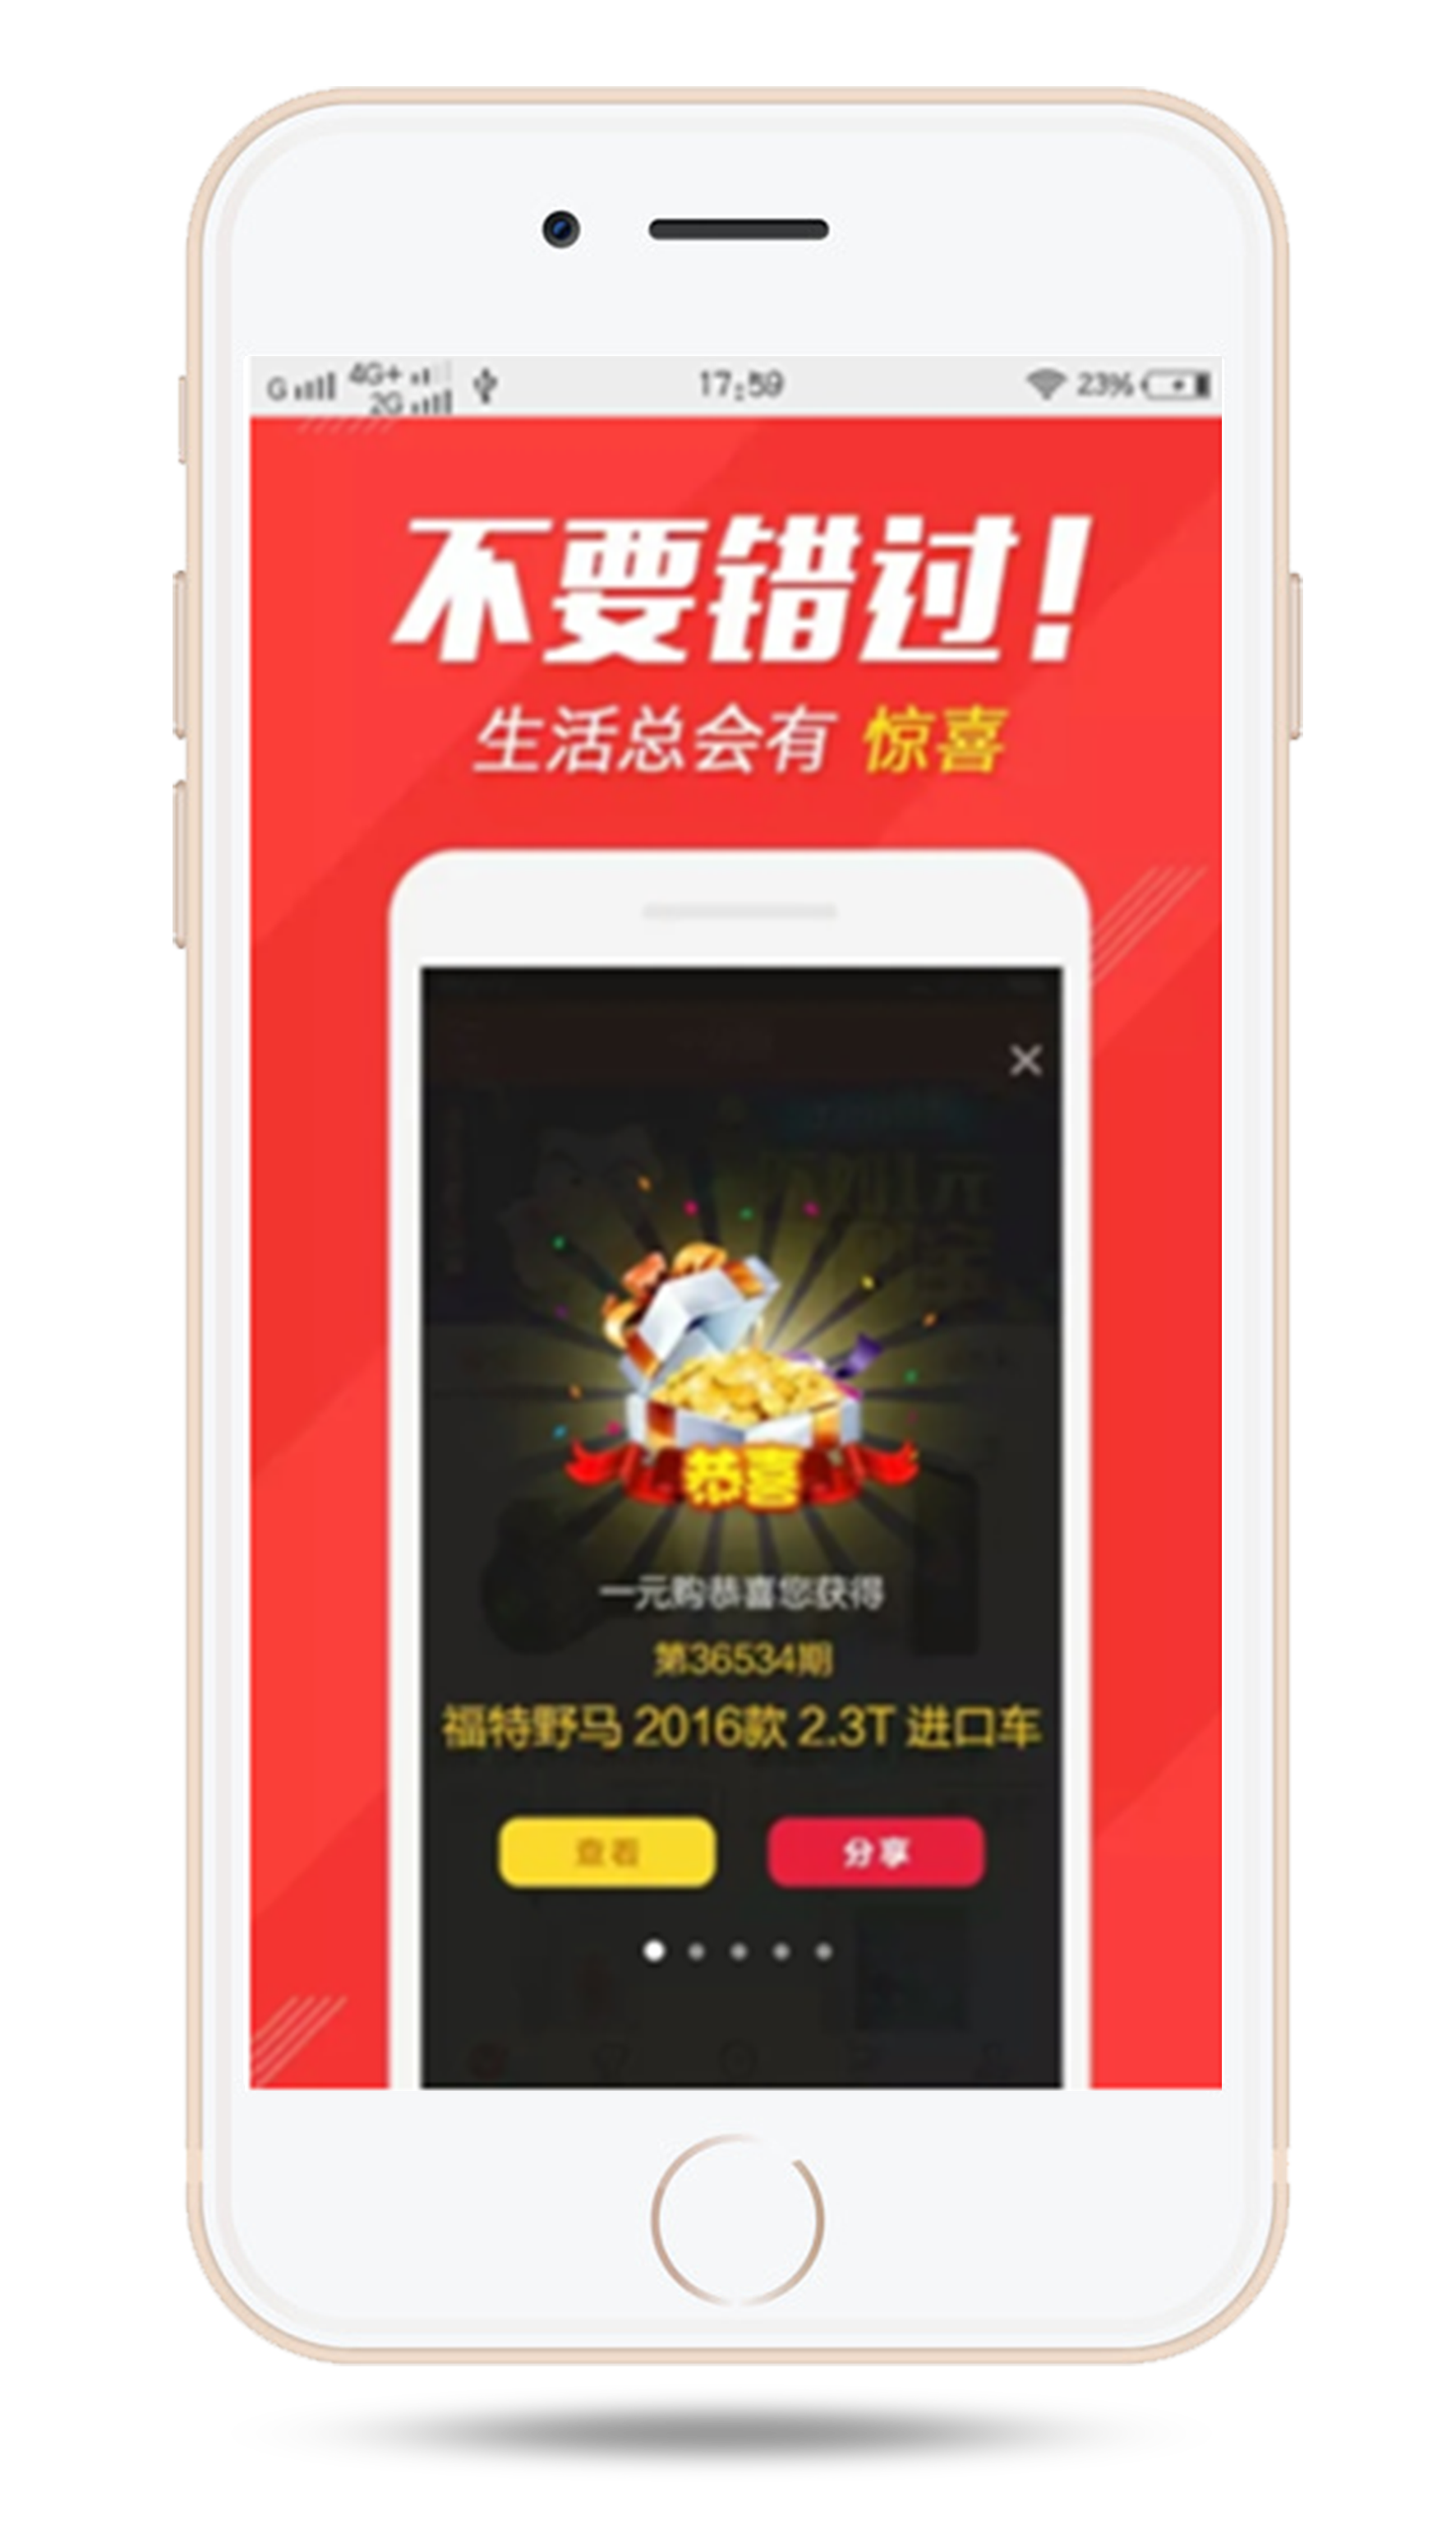 G 4G+ 2G 17:59 23%
不要错过!
生活总会有 惊喜
恭喜
一元购恭喜您获得
第36534期
福特野马 2016款 2.3T 进口车
查看 分享